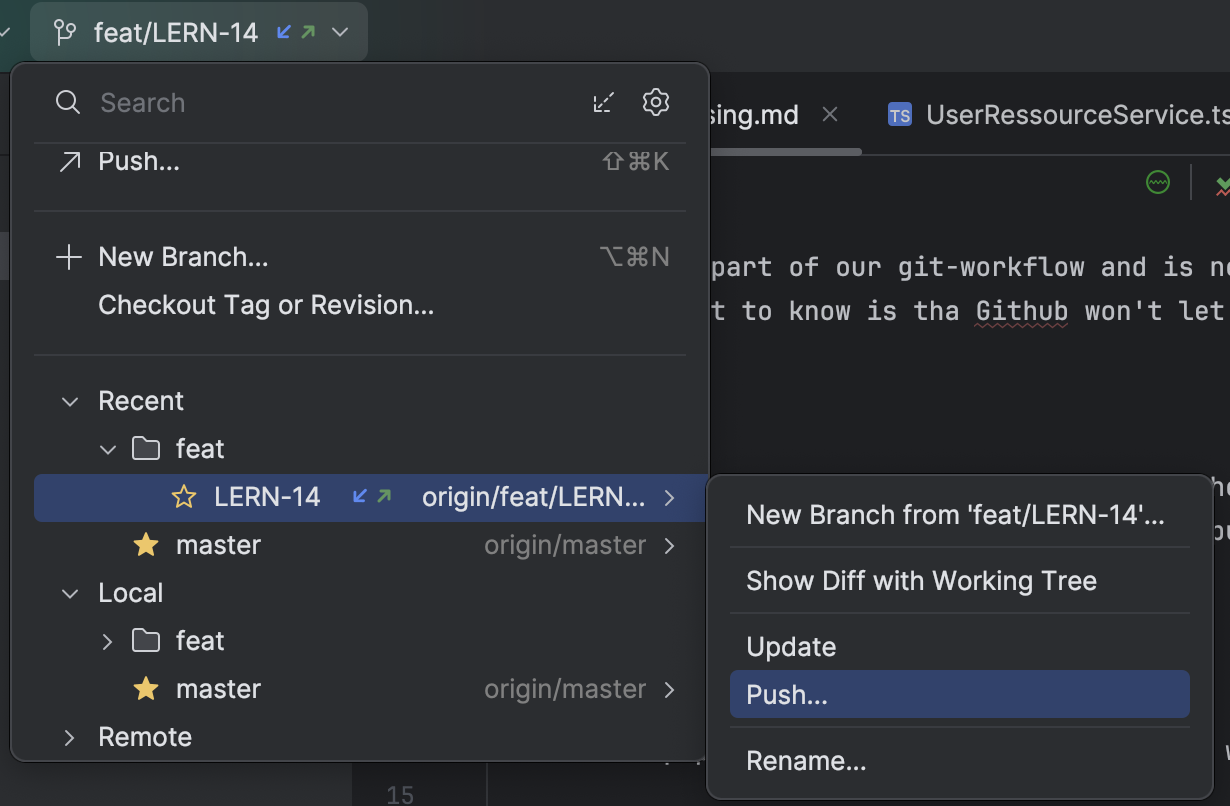 feat/LERN-14
Search
sing.md
UserRessourceService.ts
Push...
⇧⌘K
New Branch...
⌥⌘N
part of our git-workflow and is
Checkout Tag or Revision...
t to know is tha Github won't let
Recent
feat
LERN-14 origin/feat/LERN...
New Branch from 'feat/LERN-14'...
master origin/master
Show Diff with Working Tree
Local
feat
Update
master origin/master
Push...
Remote
Rename...
15